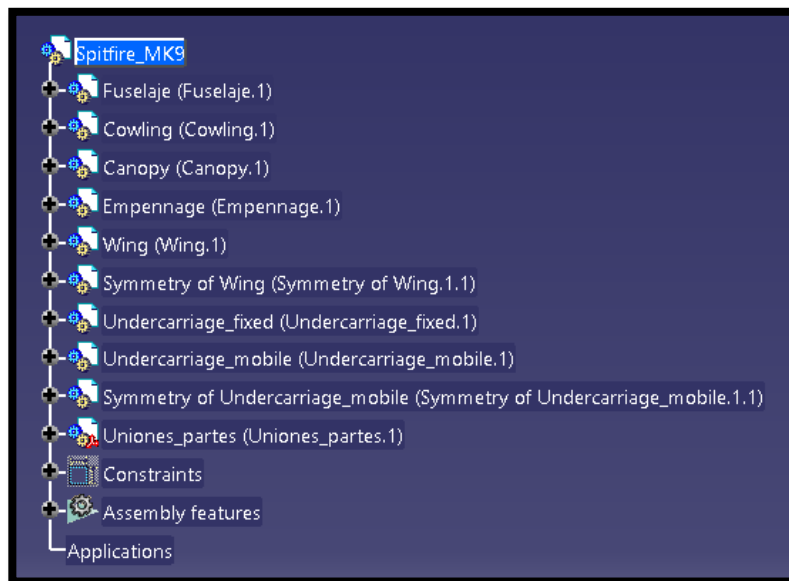 Spitfire_MK9
Fuselaje (Fuselaje.1)
Cowling (Cowling.1)
Canopy (Canopy.1)
Empennage (Empennage.1)
Wing (Wing.1)
Symmetry of Wing (Symmetry of Wing.1.1)
Undercarriage_fixed (Undercarriage_fixed.1)
Undercarriage_mobile (Undercarriage_mobile.1)
Symmetry of Undercarriage_mobile (Symmetry of Undercarriage_mobile.1.1)
Uniones_partes (Uniones_partes.1)
Constraints
Assembly features
Applications